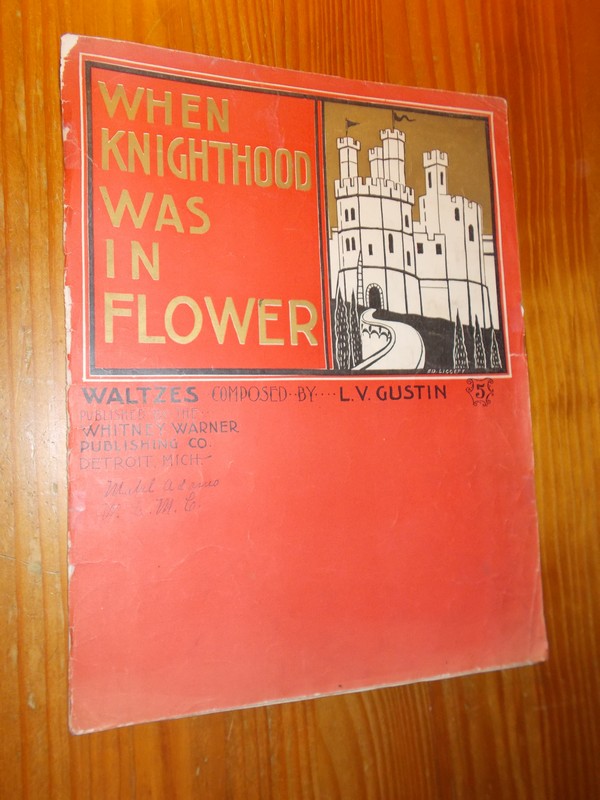 WHEN
KNIGHTHOOD
WAS
IN
FLOWER
WALTZES COMPOSED··BY···· L.V. GUSTIN 5
PUBLISHED BY THE
WHITNEY WARNER
PUBLISHING CO.
DETROIT, MICH.
Adams
M. C.